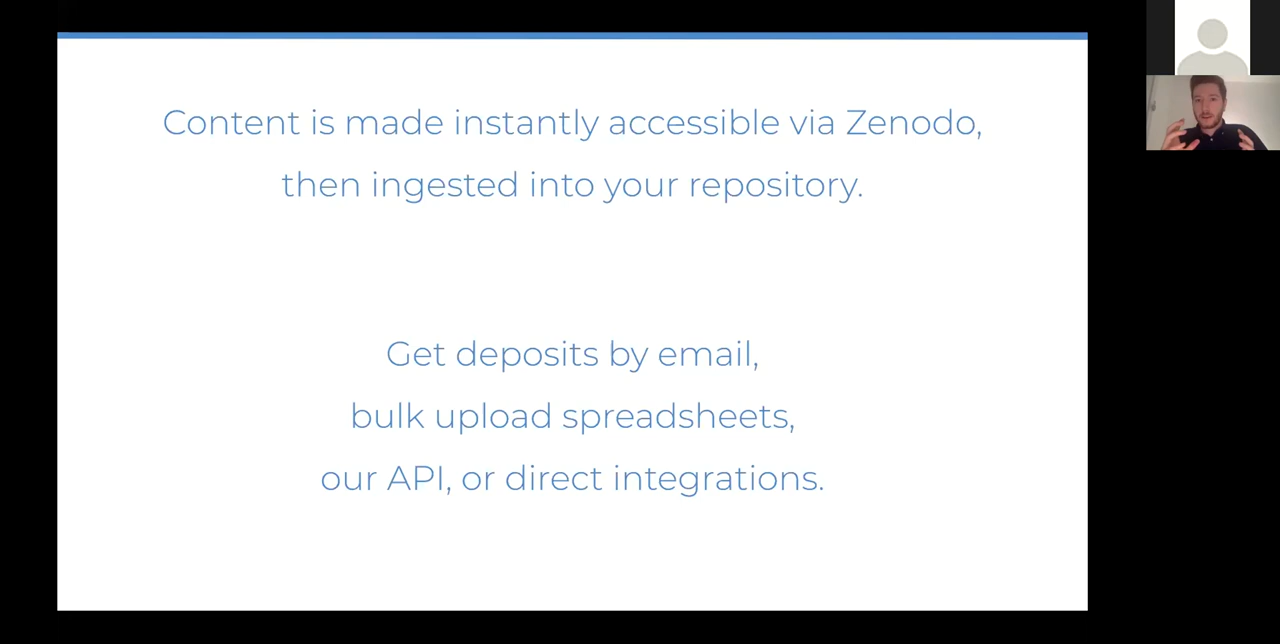 Content is made instantly accessible via Zenodo,
then ingested into your repository.
Get deposits by email,
bulk upload spreadsheets,
our API, or direct integrations.